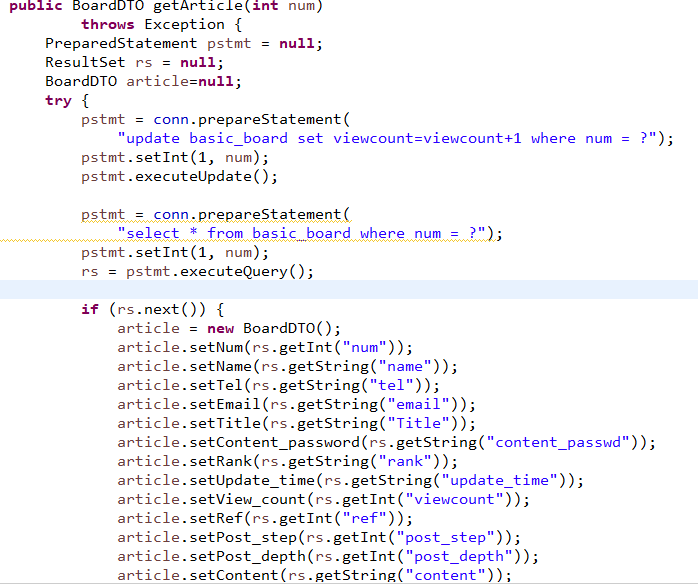 public BoardDTO getArticle(int num)
throws Exception {
PreparedStatement pstmt = null;
ResultSet rs = null;
BoardDTO article=null;
try {
pstmt = conn.prepareStatement(
"update basic_board set viewcount=viewcount+1 where num = ?");
pstmt.setInt(1, num);
pstmt.executeUpdate();
pstmt = conn.prepareStatement(
"select * from basic_board where num = ?");
pstmt.setInt(1, num);
rs = pstmt.executeQuery();
if (rs.next()) {
article = new BoardDTO();
article.setNum(rs.getInt("num"));
article.setName(rs.getString("name"));
article.setTel(rs.getString("tel"));
article.setEmail(rs.getString("email"));
article.setTitle(rs.getString("Title"));
article.setContent_password(rs.getString("content_passwd"));
article.setRank(rs.getString("rank"));
article.setUpdate_time(rs.getString("update_time"));
article.setView_count(rs.getInt("viewcount"));
article.setRef(rs.getInt("ref"));
article.setPost_step(rs.getInt("post_step"));
article.setPost_depth(rs.getInt("post_depth"));
article.setContent(rs.getString("content"));